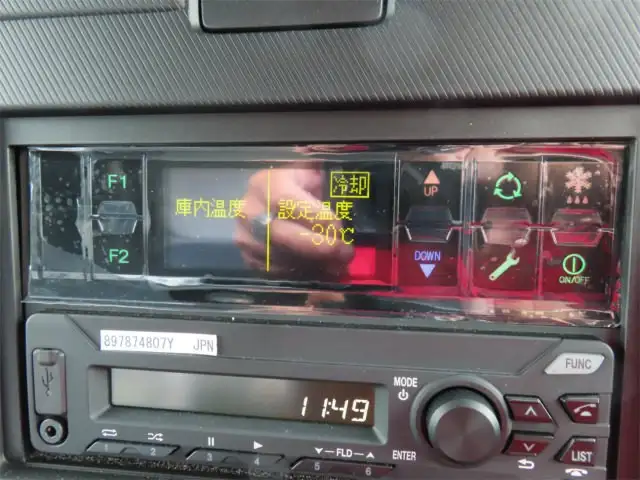 F1
F2
冷却
庫内温度
設定温度
-30℃
UP
DOWN
ON/OFF
897874807Y JPN
FUNC
11:49
MODE
ENTER
1 2 3 4 5 6
FLD
LIST